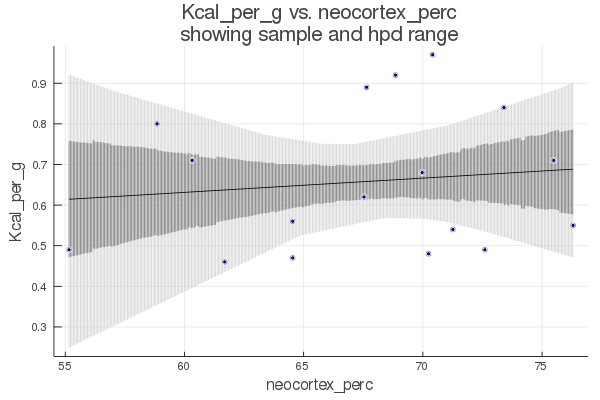 Kcal_per_g vs. neocortex_perc
showing sample and hpd range
Kcal_per_g
0.9
0.8
0.7
0.6
0.5
0.4
0.3
55 60 65 70 75
neocortex_perc